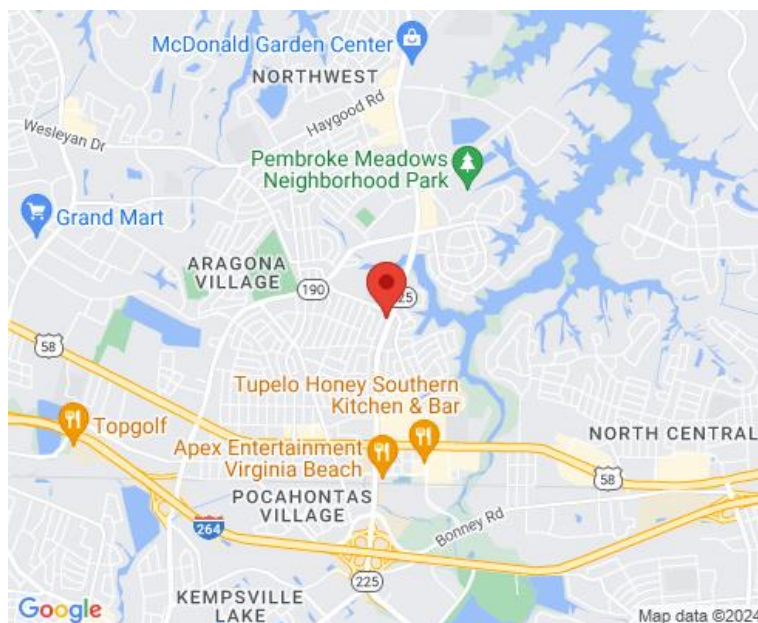 McDonald Garden Center
NORTHWEST
Haygood Rd
Wesleyan Dr
Pembroke Meadows
Neighborhood Park
Grand Mart
ARAGONA
VILLAGE
190
58
Tupelo Honey Southern
Kitchen & Bar
Topgolf
Apex Entertainment
Virginia Beach
NORTH CENTRAL
58
POCAHONTAS
VILLAGE
Bonney Rd
264
225
KEMPSVILLE
LAKE
Google
Map data ©2024